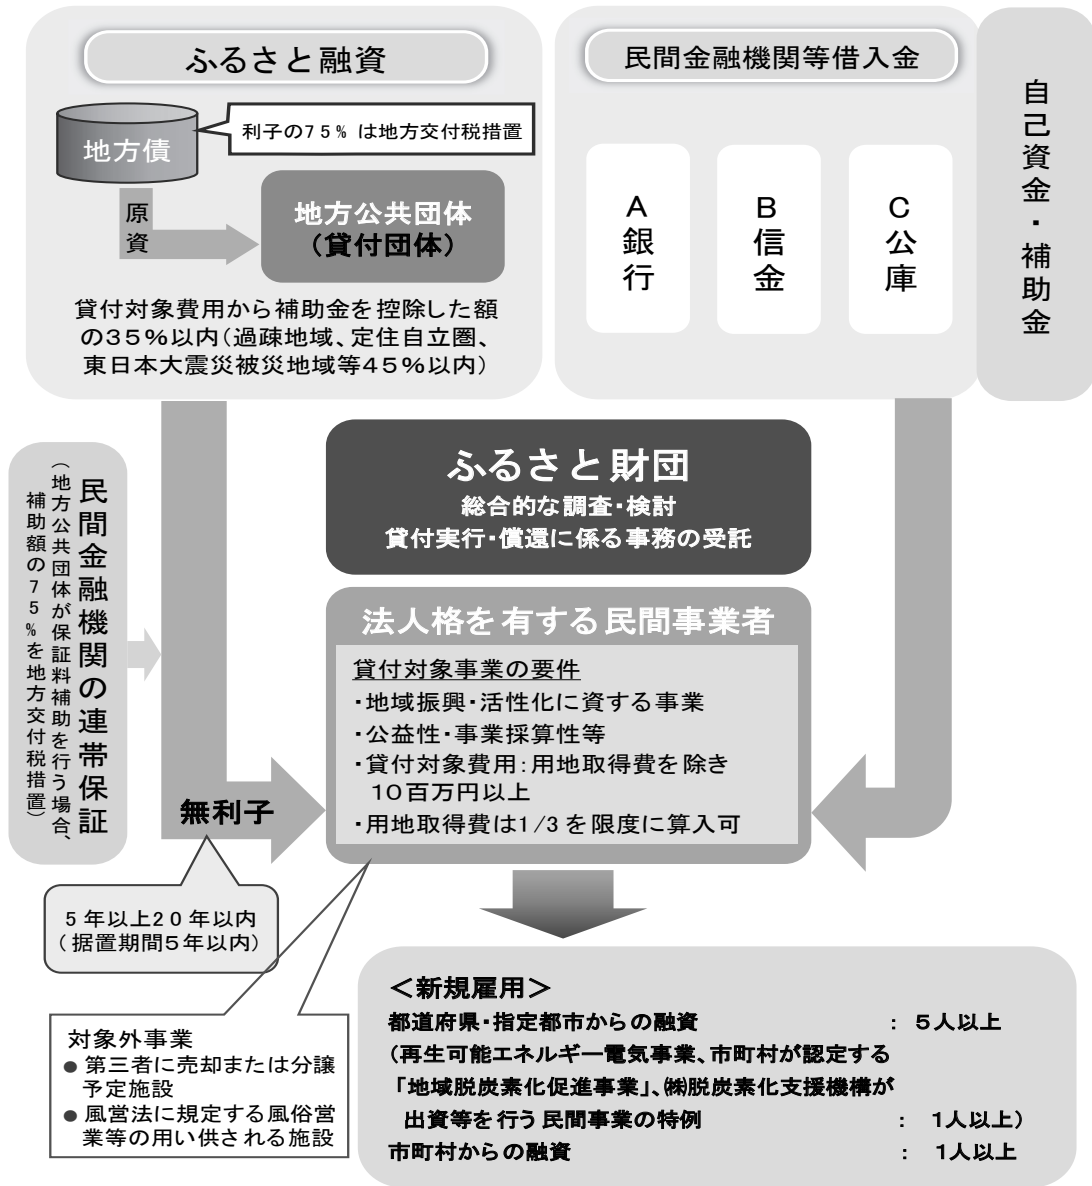 ふるさと融資
地方債
利子の75%は地方交付税措置
原資
地方公共団体
(貸付団体)
貸付対象費用から補助金を控除した額
の35%以内(過疎地域、定住自立圏、
東日本大震災被災地域等45%以内)
民間金融機関等借入金
A銀行
B信金
C公庫
自己資金・補助金
ふるさと財団
総合的な調査・検討
貸付実行・償還に係る事務の受託
民間金融機関の連帯保証
(地方公共団体が保証料補助を行う場合、
補助額の75%を地方交付税措置)
法人格を有する民間事業者
貸付対象事業の要件
・地域振興・活性化に資する事業
・公益性・事業採算性等
・貸付対象費用:用地取得費を除き
10百万円以上
・用地取得費は1/3を限度に算入可
無利子
5年以上20年以内
(据置期間5年以内)
対象外事業
● 第三者に売却または分譲
予定施設
● 風営法に規定する風俗営
業等の用い供される施設
<新規雇用>
都道府県・指定都市からの融資 : 5人以上
(再生可能エネルギー電気事業、市町村が認定する
「地域脱炭素化促進事業」、㈱脱炭素化支援機構が
出資等を行う民間事業の特例 : 1人以上)
市町村からの融資 : 1人以上